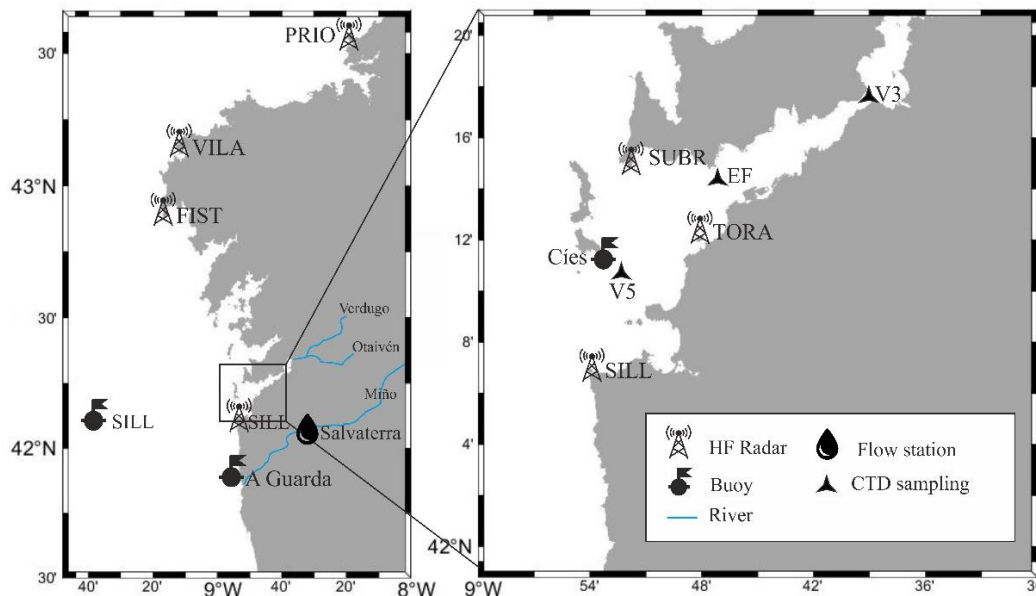 PRIO
30'
VILA
43°N
FIST
30'
Verdugo
Otaivén
Miño
SILL
SILL
Salvaterra
42°N
A Guarda
30'
40'
20'
9°W
40'
20'
8°W
20'
V3
16'
SUBR
EF
12'
TORA
Cíes
V5
8'
SILL
4'
HF Radar
Flow station
Buoy
CTD sampling
River
42°N
9°W
54'
48'
42'
36'